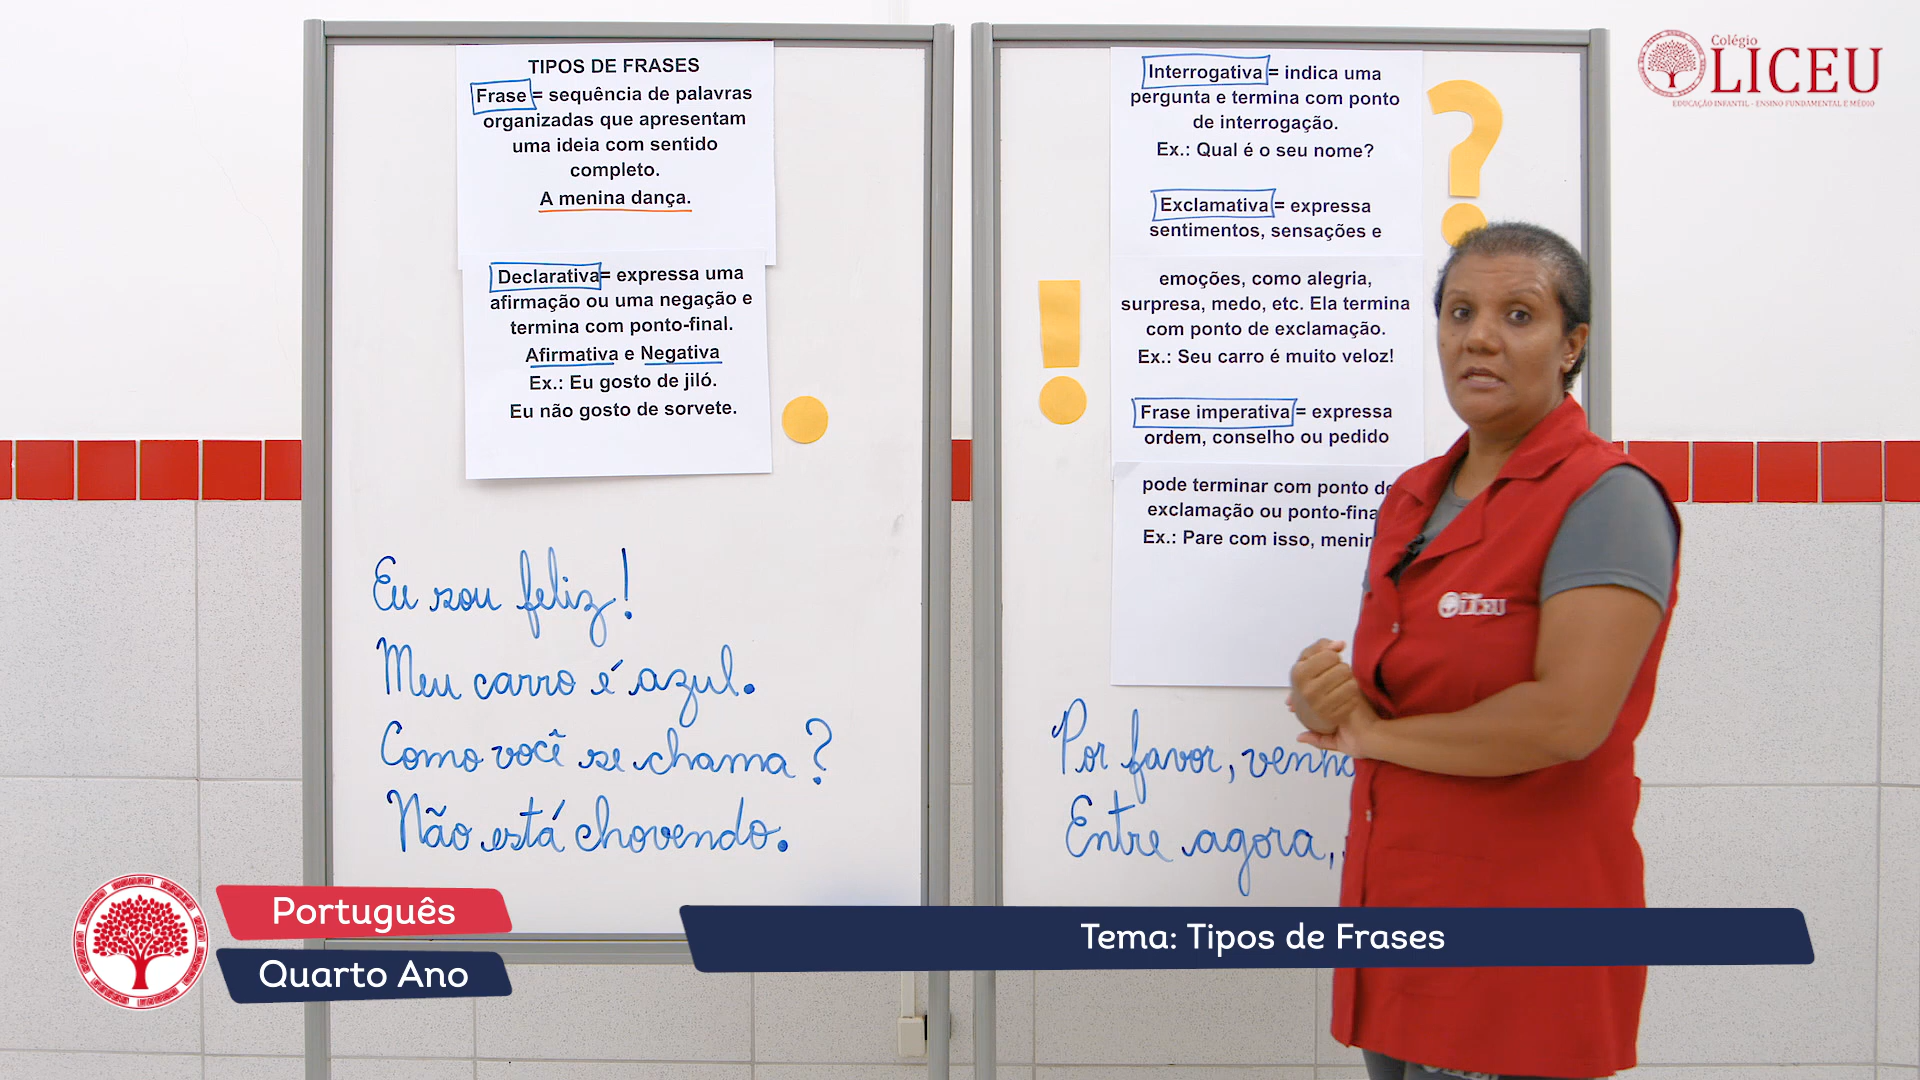 TIPOS DE FRASES
Frase = sequência de palavras
organizadas que apresentam
uma ideia com sentido
completo.
A menina dança.
Declarativa= expressa uma
afirmação ou uma negação e
termina com ponto-final.
Afirmativa e Negativa
Ex.: Eu gosto de jiló.
Eu não gosto de sorvete.
Eu sou feliz!
Meu carro é azul.
Como você se chama?
Não está chovendo.
Interrogativa = indica uma
pergunta e termina com ponto
de interrogação.
Ex.: Qual é o seu nome?
Exclamativa = expressa
sentimentos, sensações e
emoções, como alegria,
surpresa, medo, etc. Ela termina
com ponto de exclamação.
Ex.: Seu carro é muito veloz!
Frase imperativa = expressa
ordem, conselho ou pedido
pode terminar com ponto de
exclamação ou ponto-fina
Ex.: Pare com isso,
Por favor,
Entre agora,
?
!
Colégio
LICEU
EDUCAÇÃO INFANTIL - ENSINO FUNDAMENTAL E MÉDIO
LICEU
Português
Quarto Ano
Tema: Tipos de Frases